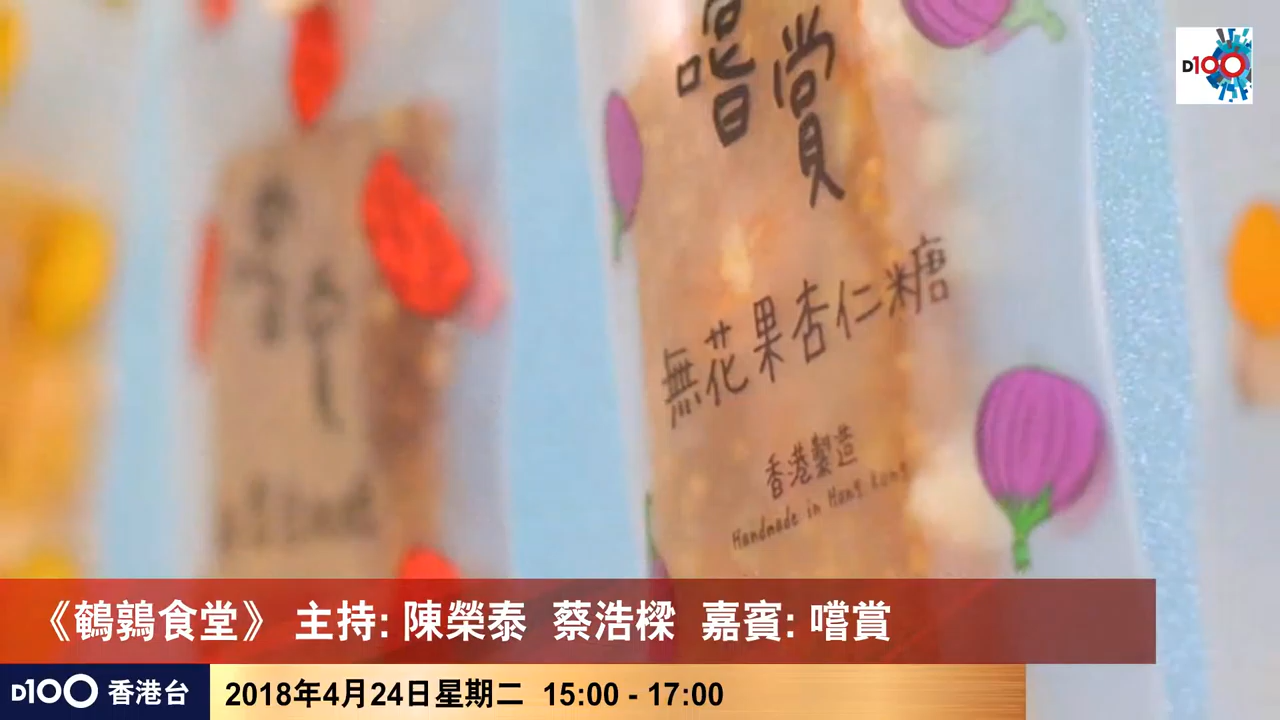 D100
嚐賞
無花果杏仁糖
香港製造
Handmade in Hong Kong
《鵪鶉食堂》 主持: 陳榮泰 蔡浩樑 嘉賓: 嚐賞
D100 香港台
2018年4月24日星期二 15:00 - 17:00